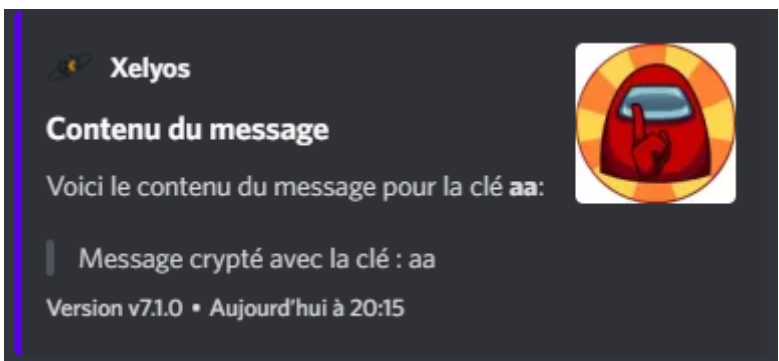 Xelyos
Contenu du message
Voici le contenu du message pour la clé aa:
Message crypté avec la clé : aa
Version v7.1.0 • Aujourd'hui à 20:15